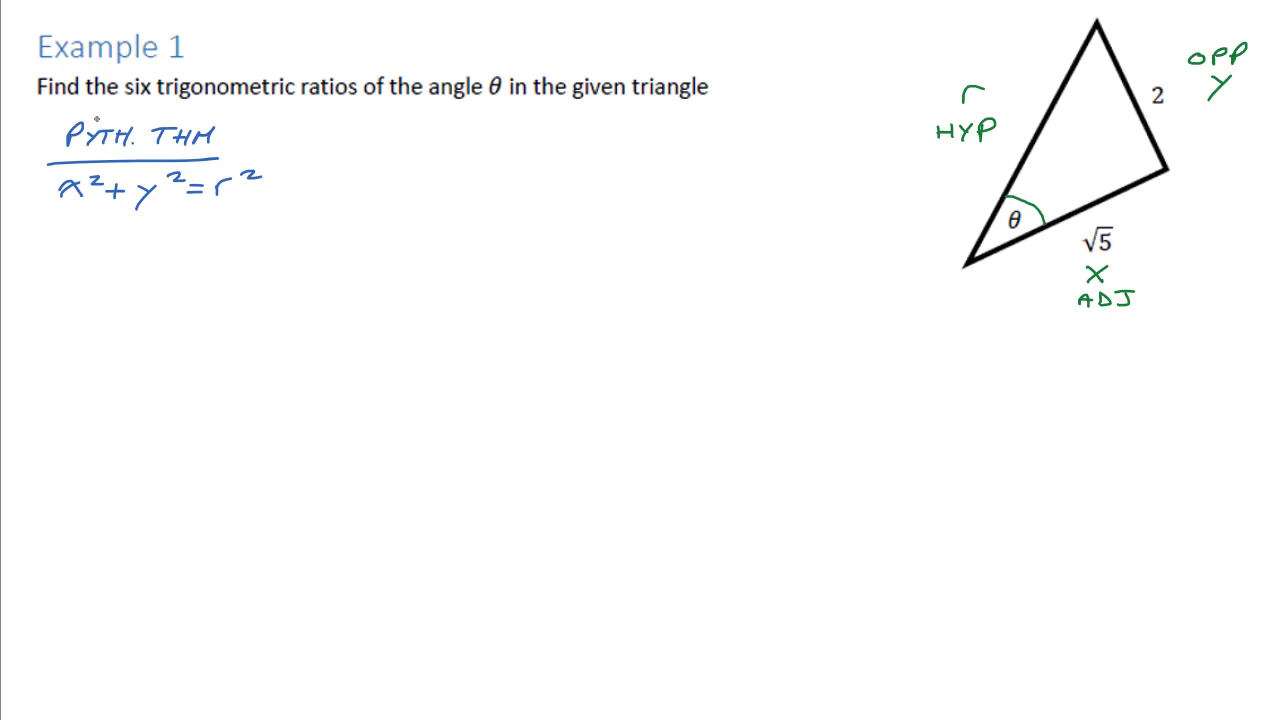 Example 1
Find the six trigonometric ratios of the angle θ in the given triangle
PYTH. THM
x² + y² = r²
r
HYP
OPP
Y
2
θ
√5
X
ADJ